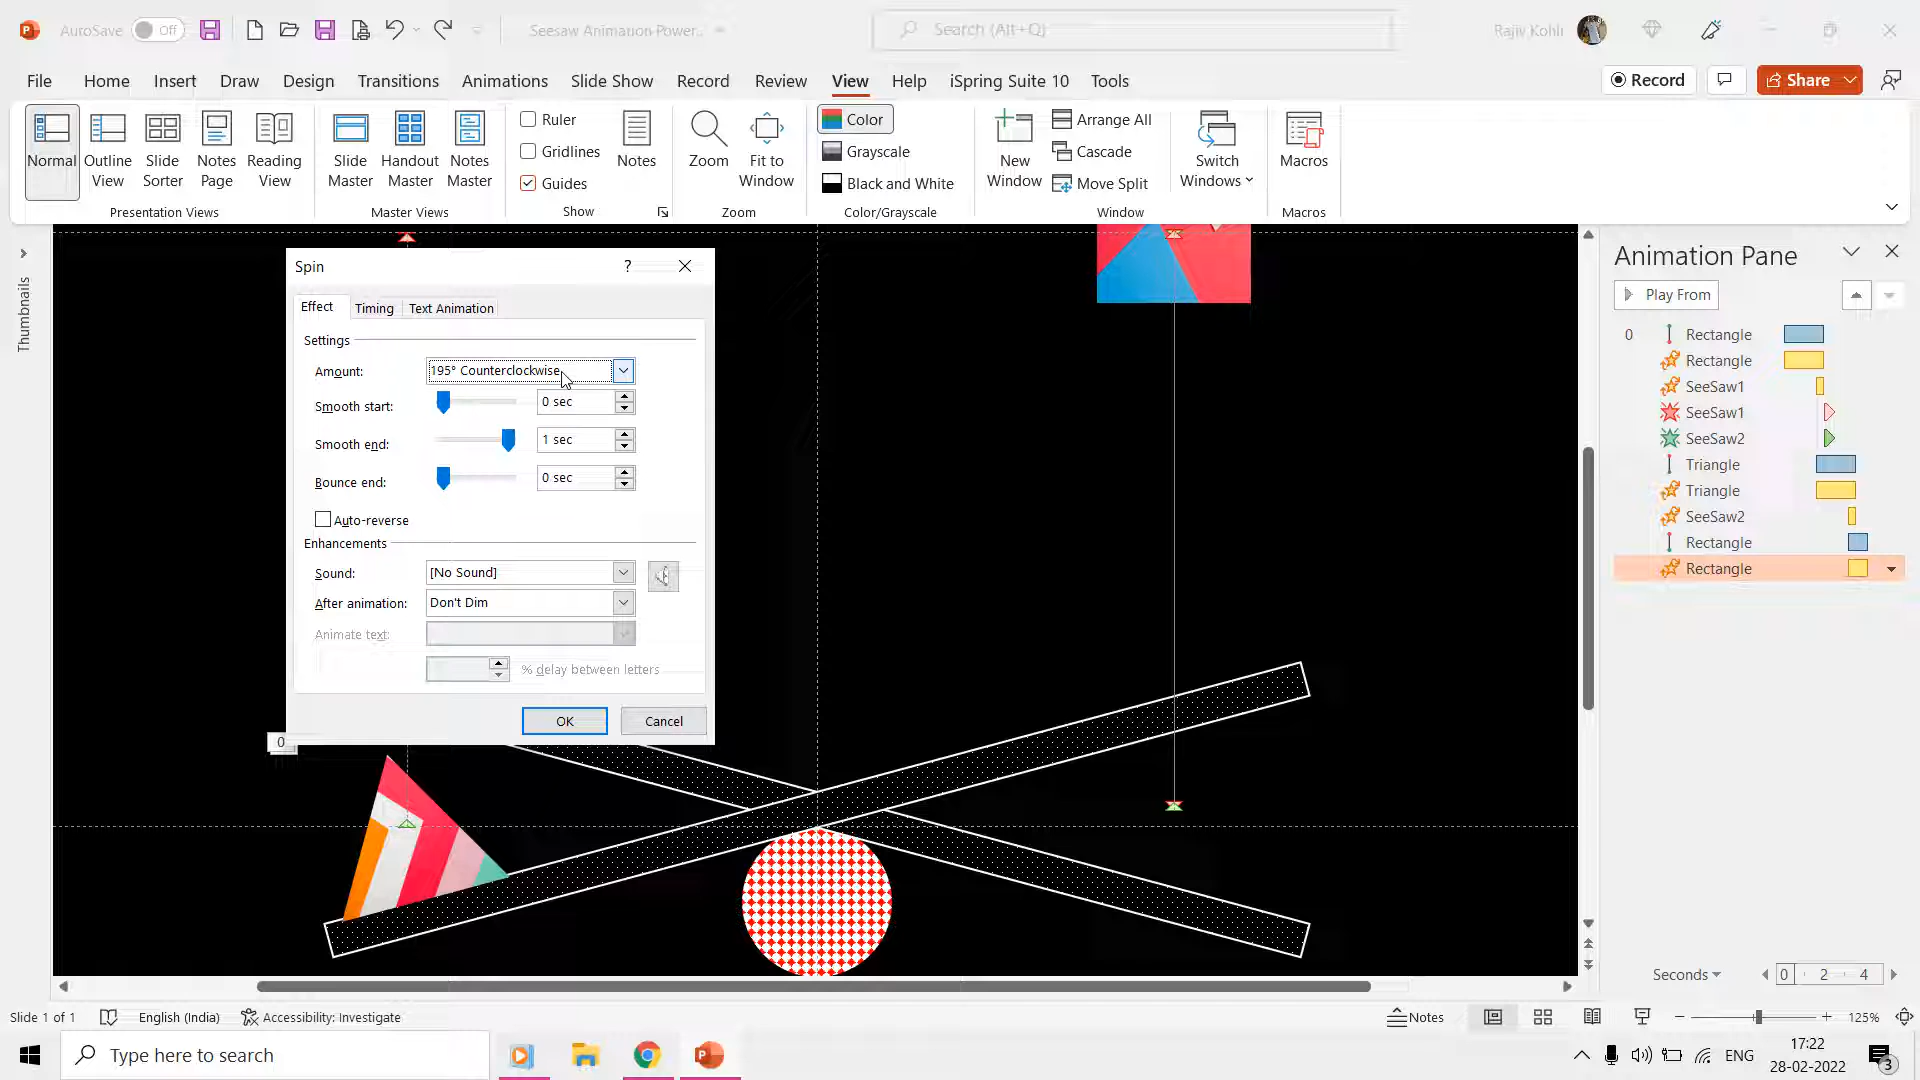 AutoSave Off Seesaw Animation Power... Search (Alt+Q) Rajiv Kohli
File Home Insert Draw Design Transitions Animations Slide Show Record Review View Help iSpring Suite 10 Tools Record Share
Normal Outline View Slide Sorter Notes Page Reading View
Presentation Views
Slide Master Handout Master Notes Master
Master Views
Ruler
Gridlines
Guides
Notes
Show
Zoom Fit to Window
Zoom
Color
Grayscale
Black and White
Color/Grayscale
New Window
Arrange All
Cascade
Move Split
Switch Windows
Window
Macros
Macros
Thumbnails
Spin ?
Effect Timing Text Animation
Settings
Amount: 195° Counterclockwise
Smooth start: 0 sec
Smooth end: 1 sec
Bounce end: 0 sec
Auto-reverse
Enhancements
Sound: [No Sound]
After animation: Don't Dim
Animate text:
% delay between letters
OK Cancel
0
Animation Pane
Play From
0 Rectangle
Rectangle
SeeSaw1
SeeSaw1
SeeSaw2
Triangle
Triangle
SeeSaw2
Rectangle
Rectangle
Seconds 0 2 4
Slide 1 of 1 English (India) Accessibility: Investigate Notes 125%
Type here to search ENG 17:22
28-02-2022
3